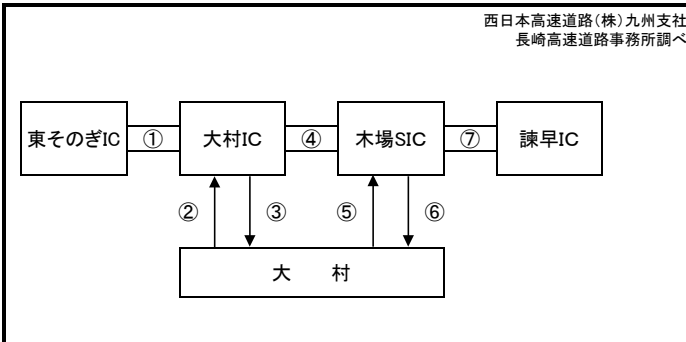 西日本高速道路(株)九州支社
長崎高速道路事務所調べ
東そのぎIC ① 大村IC ④ 木場SIC ⑦ 諫早IC
② ③ ⑤ ⑥
大 村